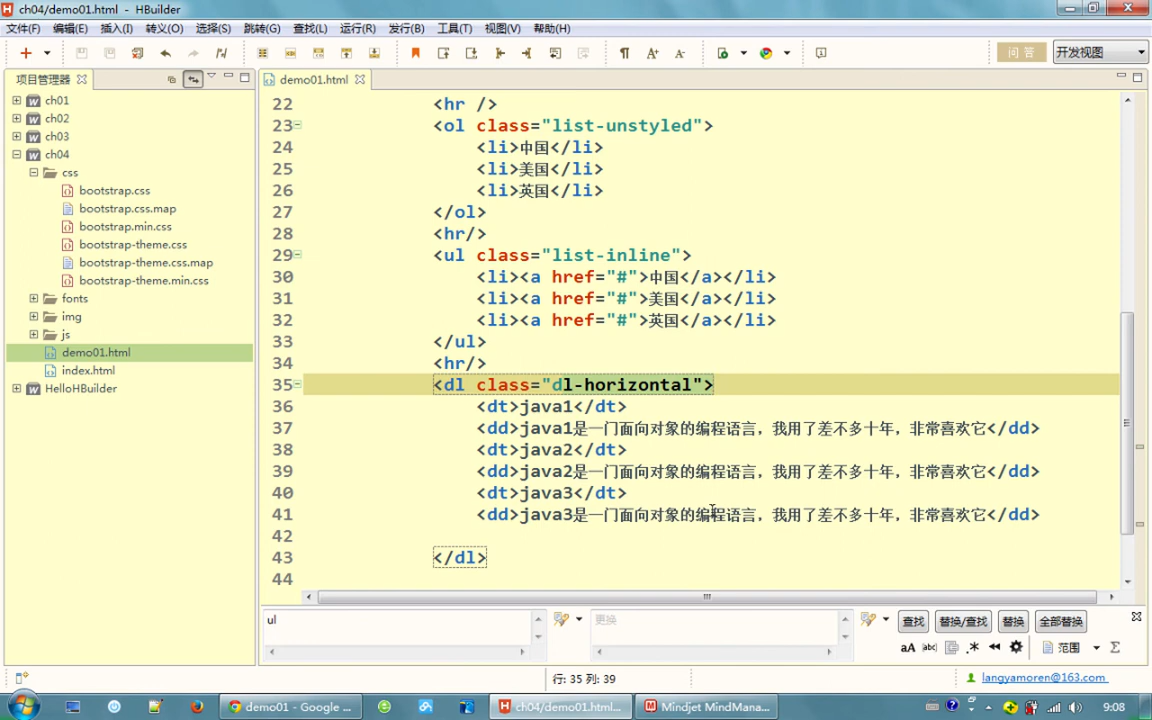 ch04/demo01.html - HBuilder
文件(F) 编辑(E) 插入(I) 转义(O) 选择(S) 跳转(G) 查找(L) 运行(R) 发行(B) 工具(T) 视图(V) 帮助(H)
问答 开发视图
项目管理器
demo01.html
ch01
ch02
ch03
ch04
css
bootstrap.css
bootstrap.css.map
bootstrap.min.css
bootstrap-theme.css
bootstrap-theme.css.map
bootstrap-theme.min.css
fonts
img
js
demo01.html
index.html
HelloHBuilder
22 <hr />
23 <ol class="list-unstyled">
24 <li>中国</li>
25 <li>美国</li>
26 <li>英国</li>
27 </ol>
28 <hr/>
29 <ul class="list-inline">
30 <li><a href="#">中国</a></li>
31 <li><a href="#">美国</a></li>
32 <li><a href="#">英国</a></li>
33 </ul>
34 <hr/>
35 <dl class="dl-horizontal">
36 <dt>java1</dt>
37 <dd>java1是一门面向对象的编程语言，我用了差不多十年，非常喜欢它</dd>
38 <dt>java2</dt>
39 <dd>java2是一门面向对象的编程语言，我用了差不多十年，非常喜欢它</dd>
40 <dt>java3</dt>
41 <dd>java3是一门面向对象的编程语言，我用了差不多十年，非常喜欢它</dd>
42
43 </dl>
44
ul 更换 查找 替换/查找 替换 全部替换
aA abc .* 范围 Σ
行: 35 列: 39 langyamoren@163.com
demo01 - Google ... ch04/demo01.html... Mindjet MindMana... 9:08